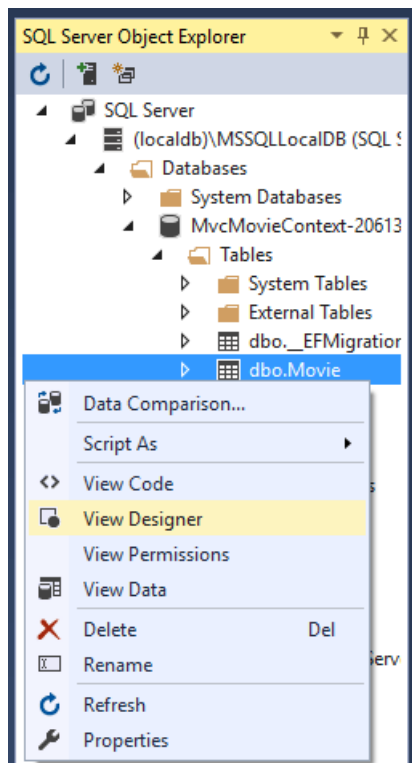 SQL Server Object Explorer
SQL Server
(localdb)\MSSQLLocalDB (SQL S
Databases
System Databases
MvcMovieContext-20613
Tables
System Tables
External Tables
dbo.__EFMigration
dbo.Movie
Data Comparison...
Script As
View Code
s
View Designer
View Permissions
View Data
Delete Del
Rename
Serv
Refresh
Properties